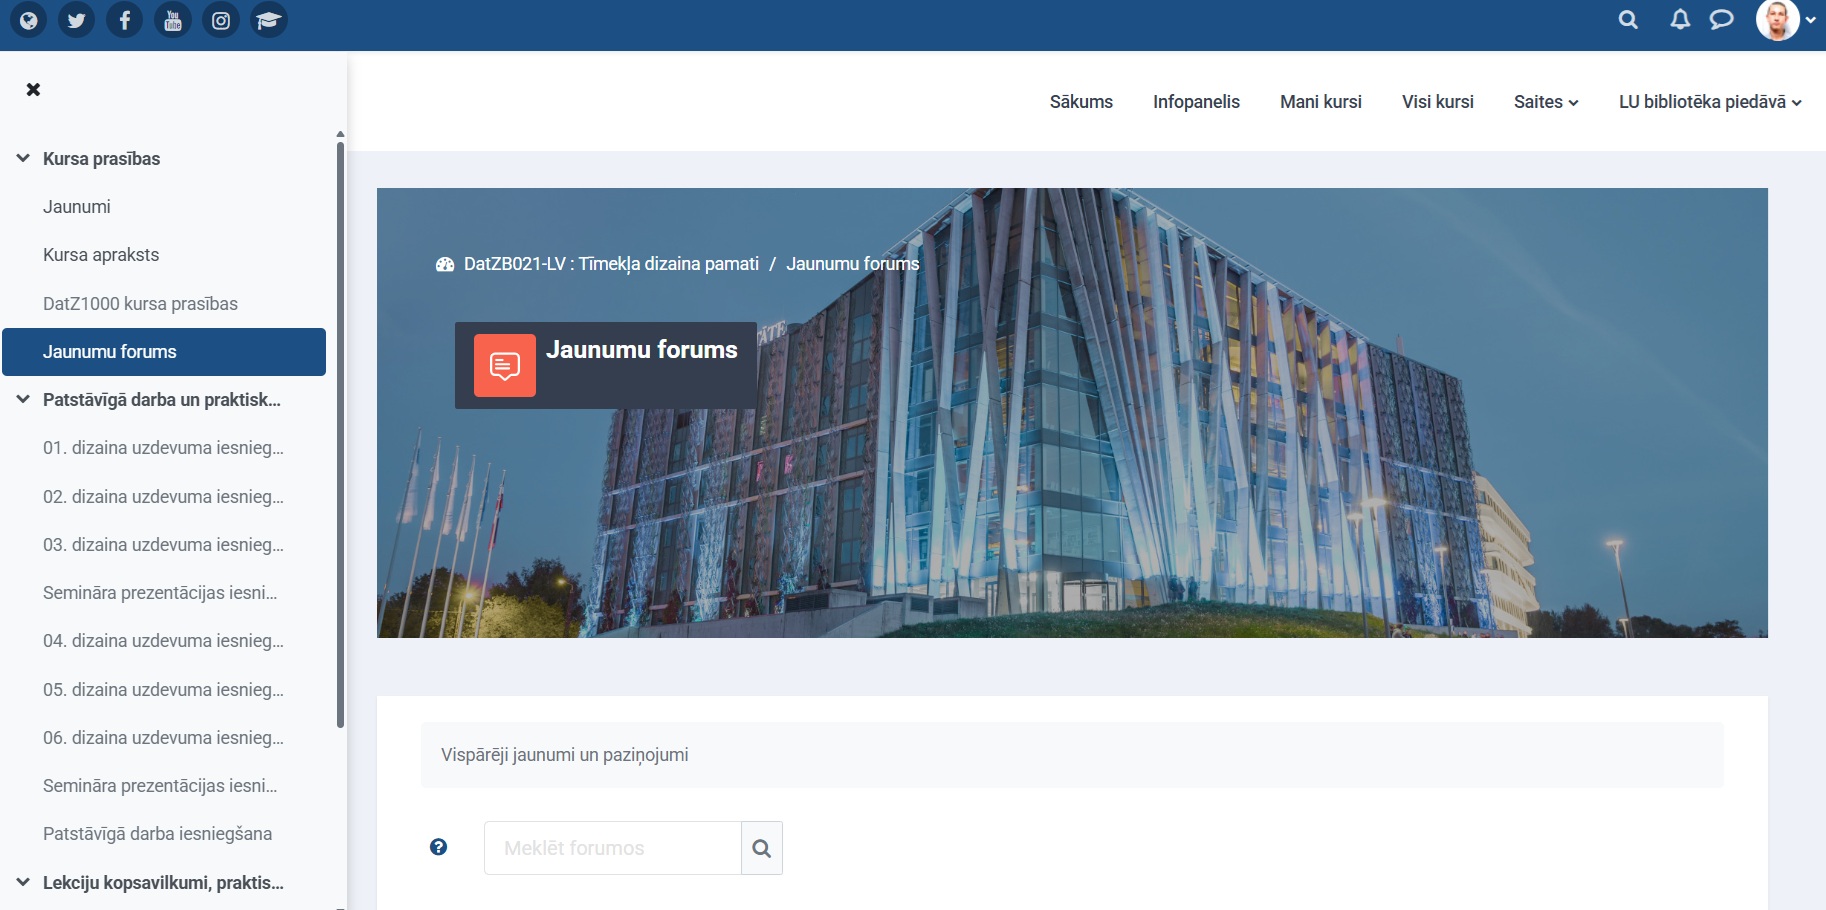 You
Tube
Sākums
Infopanelis
Mani kursi
Visi kursi
Saites
LU bibliotēka piedāvā
Kursa prasības
Jaunumi
Kursa apraksts
DatZ1000 kursa prasības
Jaunumu forums
Patstāvīgā darba un praktisk...
01. dizaina uzdevuma iesnieg...
02. dizaina uzdevuma iesnieg...
03. dizaina uzdevuma iesnieg...
Semināra prezentācijas iesni...
04. dizaina uzdevuma iesnieg...
05. dizaina uzdevuma iesnieg...
06. dizaina uzdevuma iesnieg...
Semināra prezentācijas iesni...
Patstāvīgā darba iesniegšana
Lekciju kopsavilkumi, praktis...
DatZB021-LV : Tīmekļa dizaina pamati / Jaunumu forums
Jaunumu forums
Vispārēji jaunumi un paziņojumi
Meklēt forumos